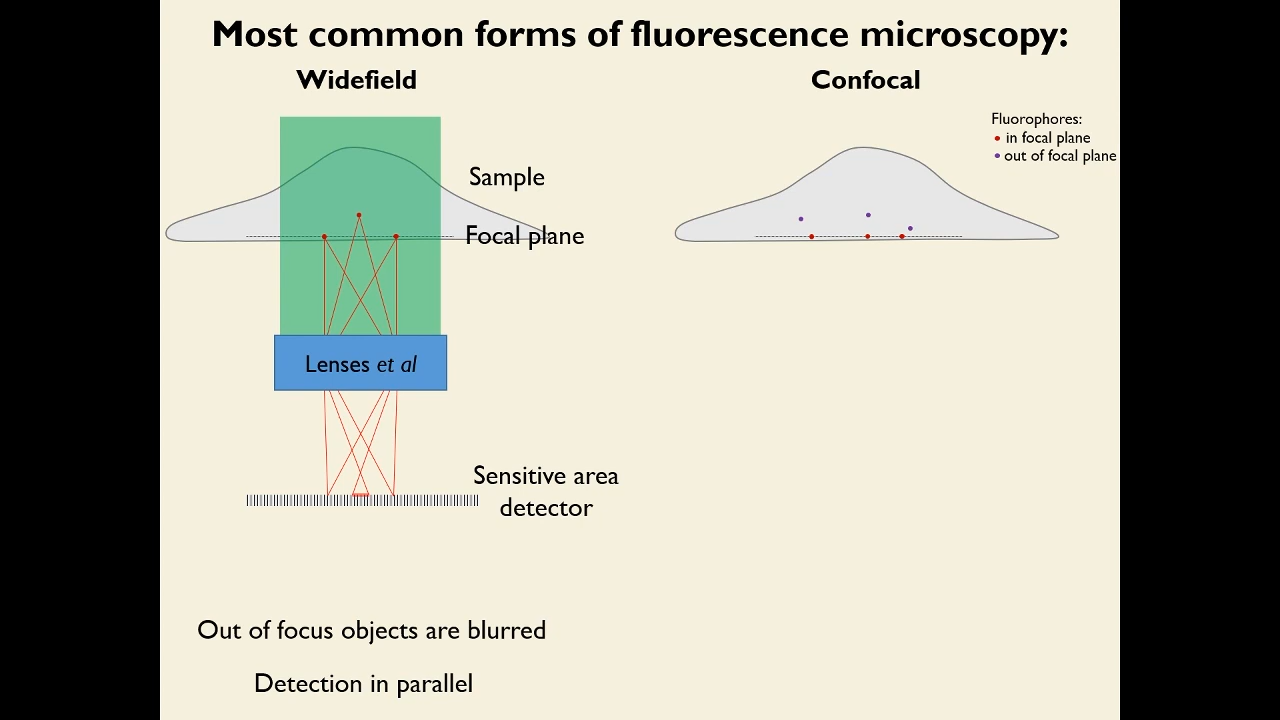 Most common forms of fluorescence microscopy:
Widefield
Confocal
Fluorophores:
in focal plane
out of focal plane
Sample
Focal plane
Lenses et al
Sensitive area
detector
Out of focus objects are blurred
Detection in parallel